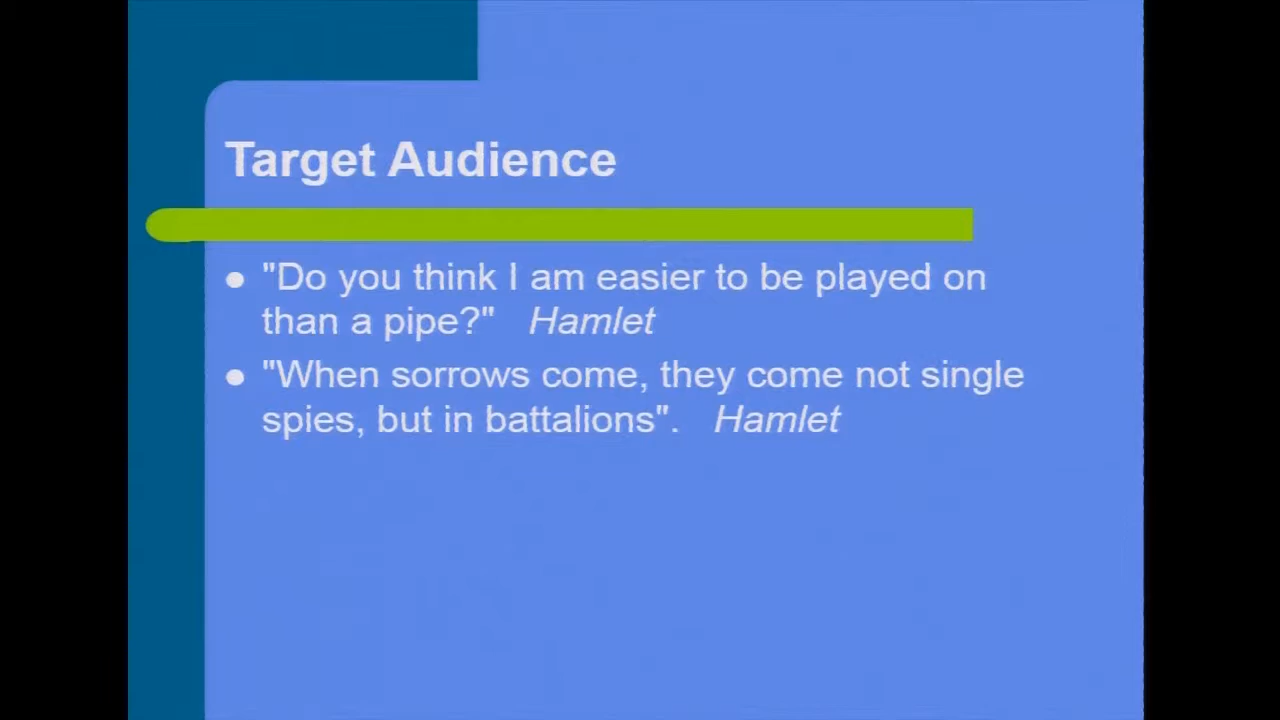 Target Audience
● "Do you think I am easier to be played on
than a pipe?" Hamlet
● "When sorrows come, they come not single
spies, but in battalions". Hamlet